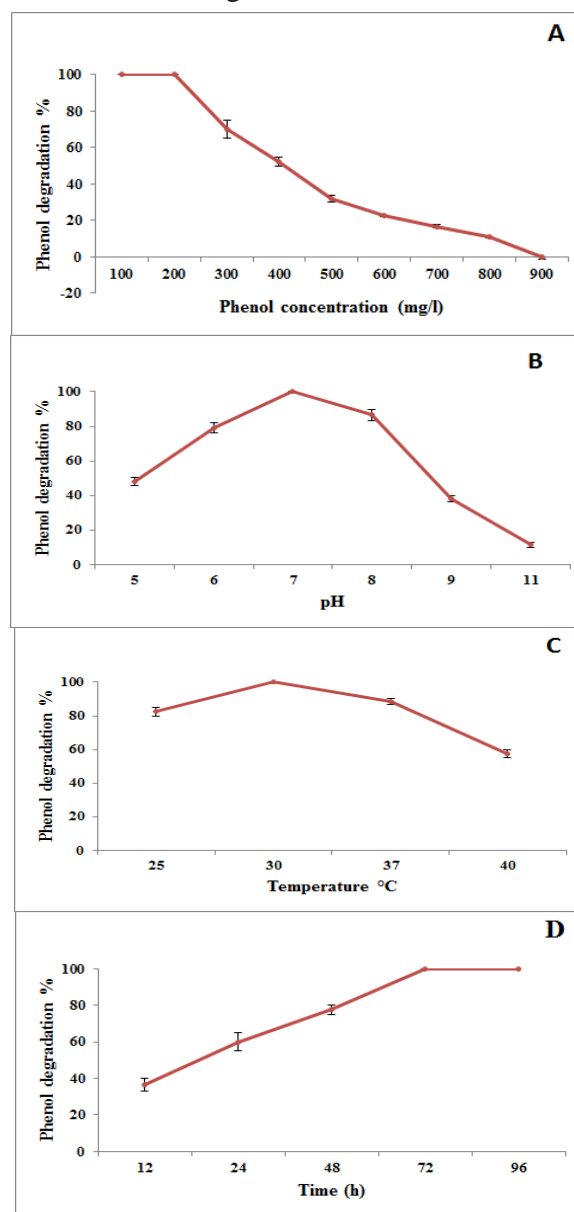 A
Phenol degradation %
100
80
60
40
20
0
-20
100 200 300 400 500 600 700 800 900
Phenol concentration (mg/l)
B
Phenol degradation %
100
80
60
40
20
0
5 6 7 8 9 11
pH
C
Phenol degradation %
100
80
60
40
20
0
25 30 37 40
Temperature °C
D
Phenol degradation %
100
80
60
40
20
0
12 24 48 72 96
Time (h)